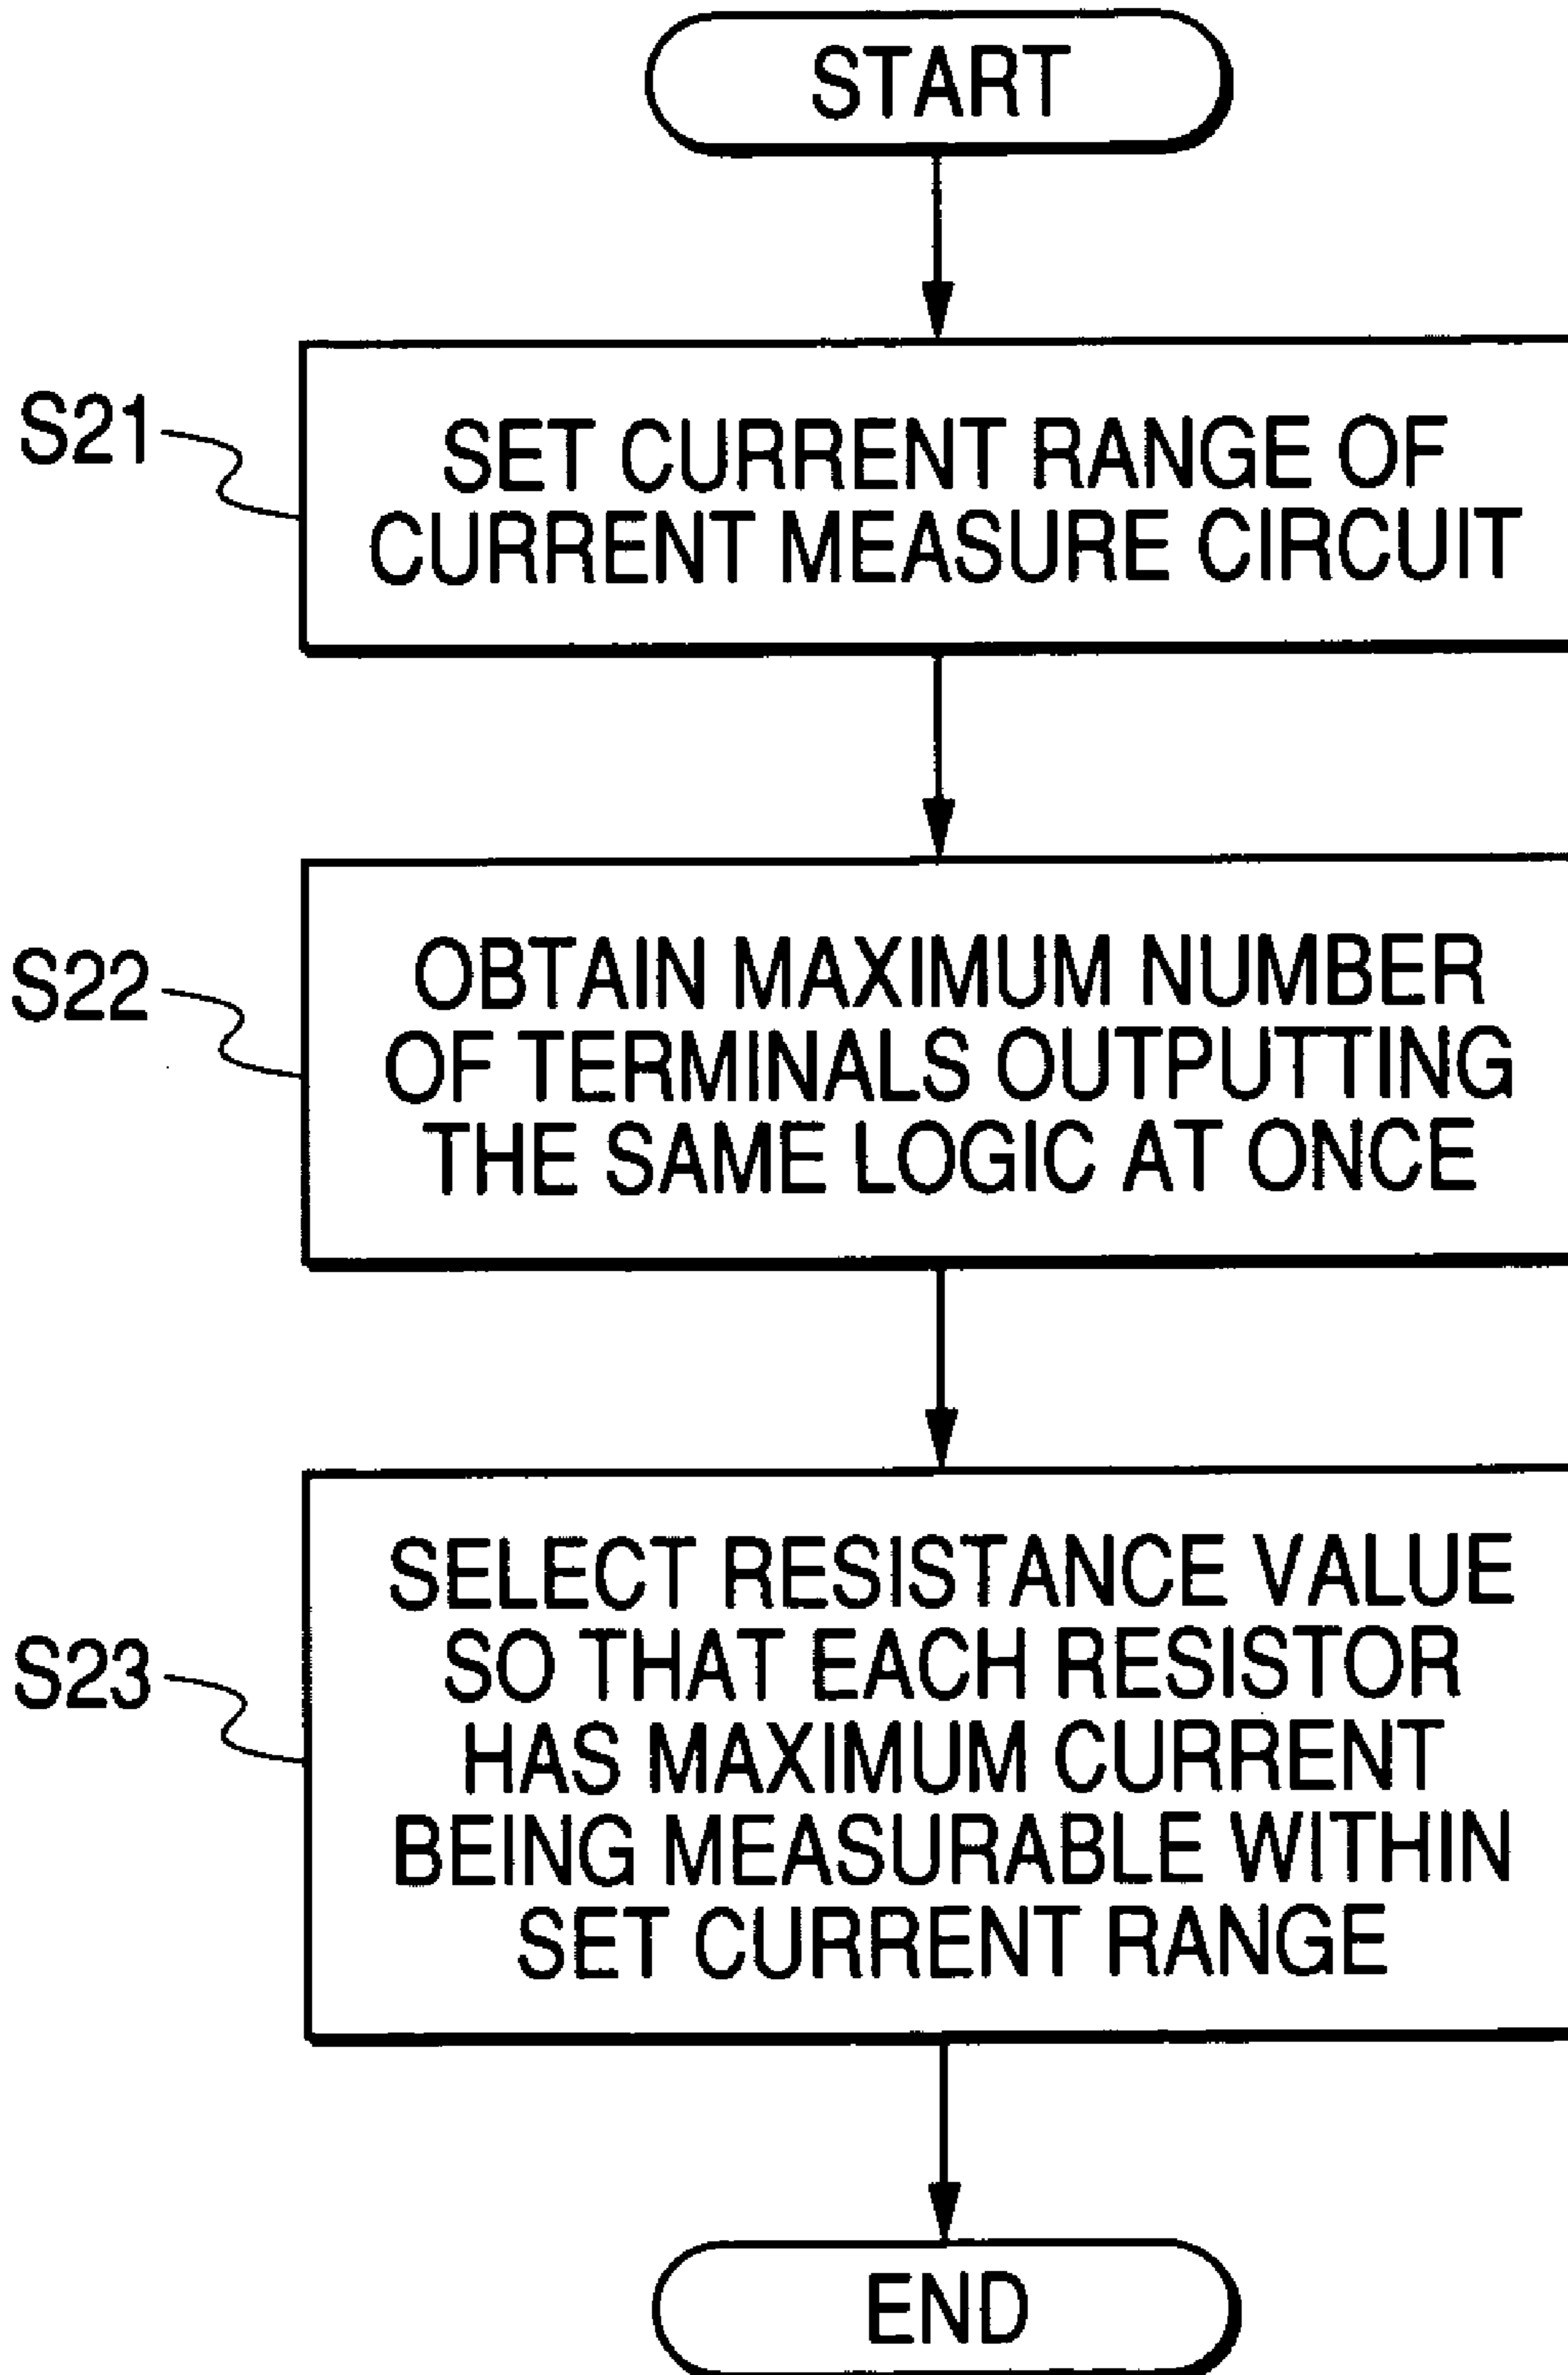 START
S21
SET CURRENT RANGE OF
CURRENT MEASURE CIRCUIT
S22
OBTAIN MAXIMUM NUMBER
OF TERMINALS OUTPUTTING
THE SAME LOGIC AT ONCE
S23
SELECT RESISTANCE VALUE
SO THAT EACH RESISTOR
HAS MAXIMUM CURRENT
BEING MEASURABLE WITHIN
SET CURRENT RANGE
END